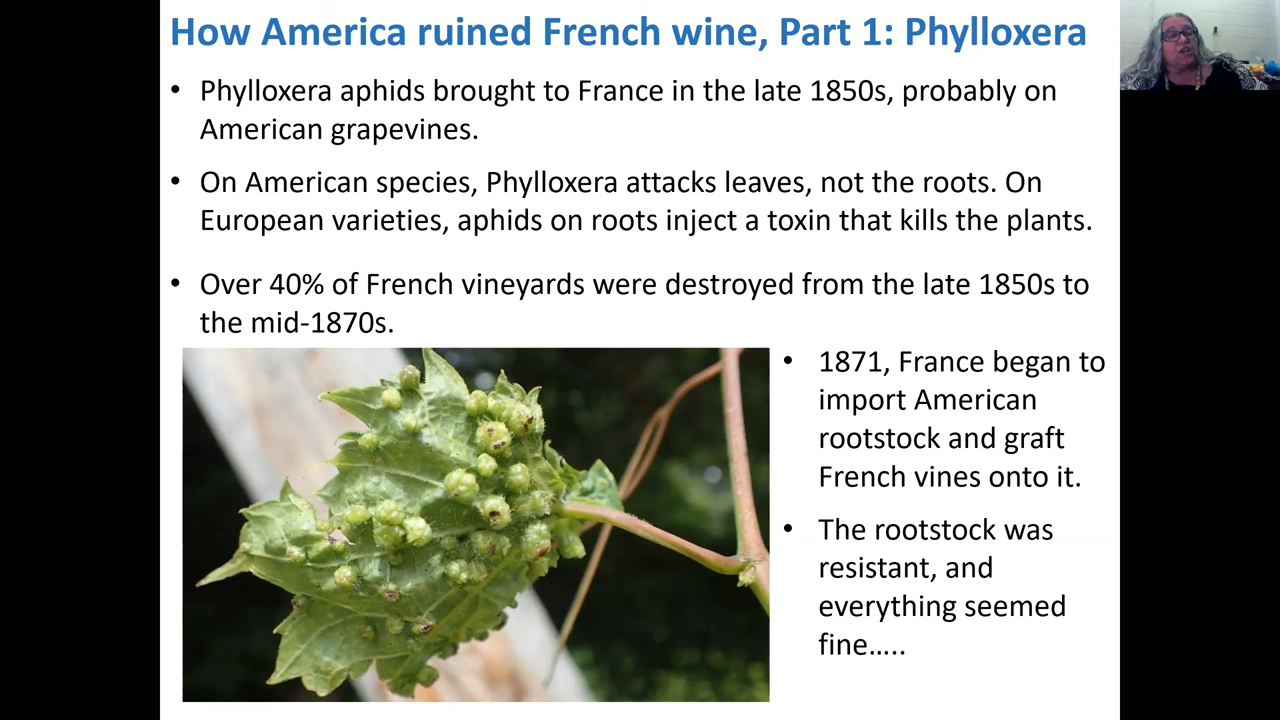 How America ruined French wine, Part 1: Phylloxera
• Phylloxera aphids brought to France in the late 1850s, probably on
American grapevines.
• On American species, Phylloxera attacks leaves, not the roots. On
European varieties, aphids on roots inject a toxin that kills the plants.
• Over 40% of French vineyards were destroyed from the late 1850s to
the mid-1870s.
• 1871, France began to
import American
rootstock and graft
French vines onto it.
• The rootstock was
resistant, and
everything seemed
fine.....